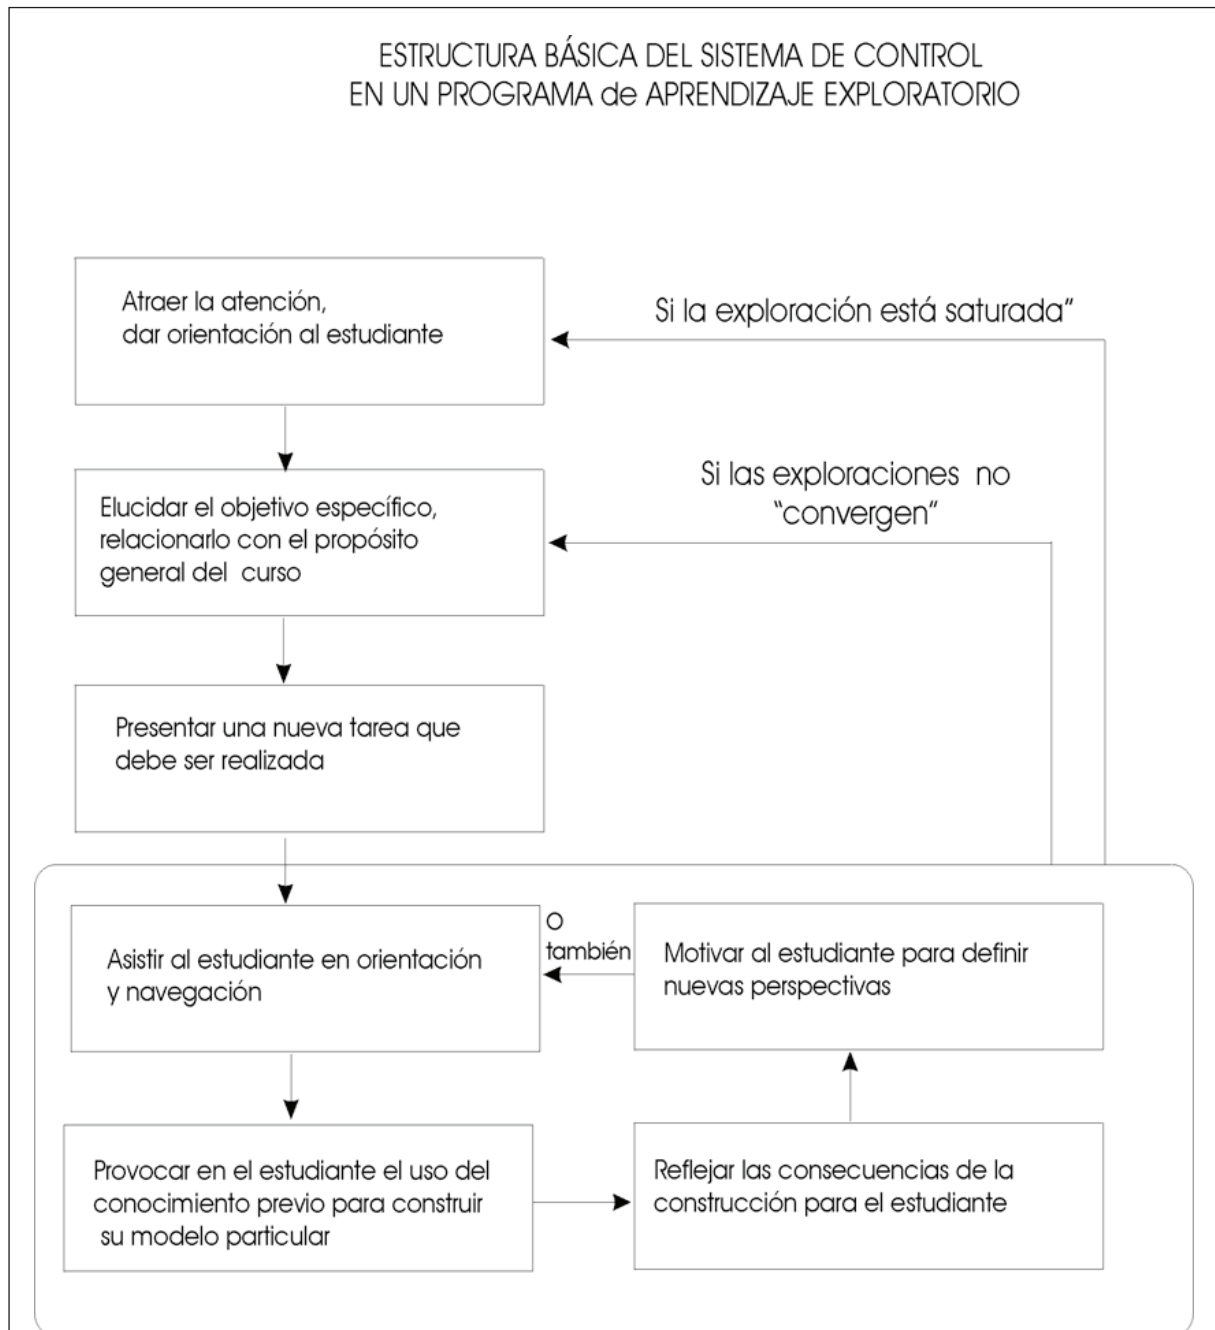 ESTRUCTURA BÁSICA DEL SISTEMA DE CONTROL
EN UN PROGRAMA de APRENDIZAJE EXPLORATORIO
Atraer la atención,
dar orientación al estudiante
Si la exploración está saturada"
Elucidar el objetivo específico,
relacionarlo con el propósito
general del curso
Si las exploraciones no
"convergen"
Presentar una nueva tarea que
debe ser realizada
Asistir al estudiante en orientación
y navegación
O
también
Motivar al estudiante para definir
nuevas perspectivas
Provocar en el estudiante el uso del
conocimiento previo para construir
su modelo particular
Reflejar las consecuencias de la
construcción para el estudiante